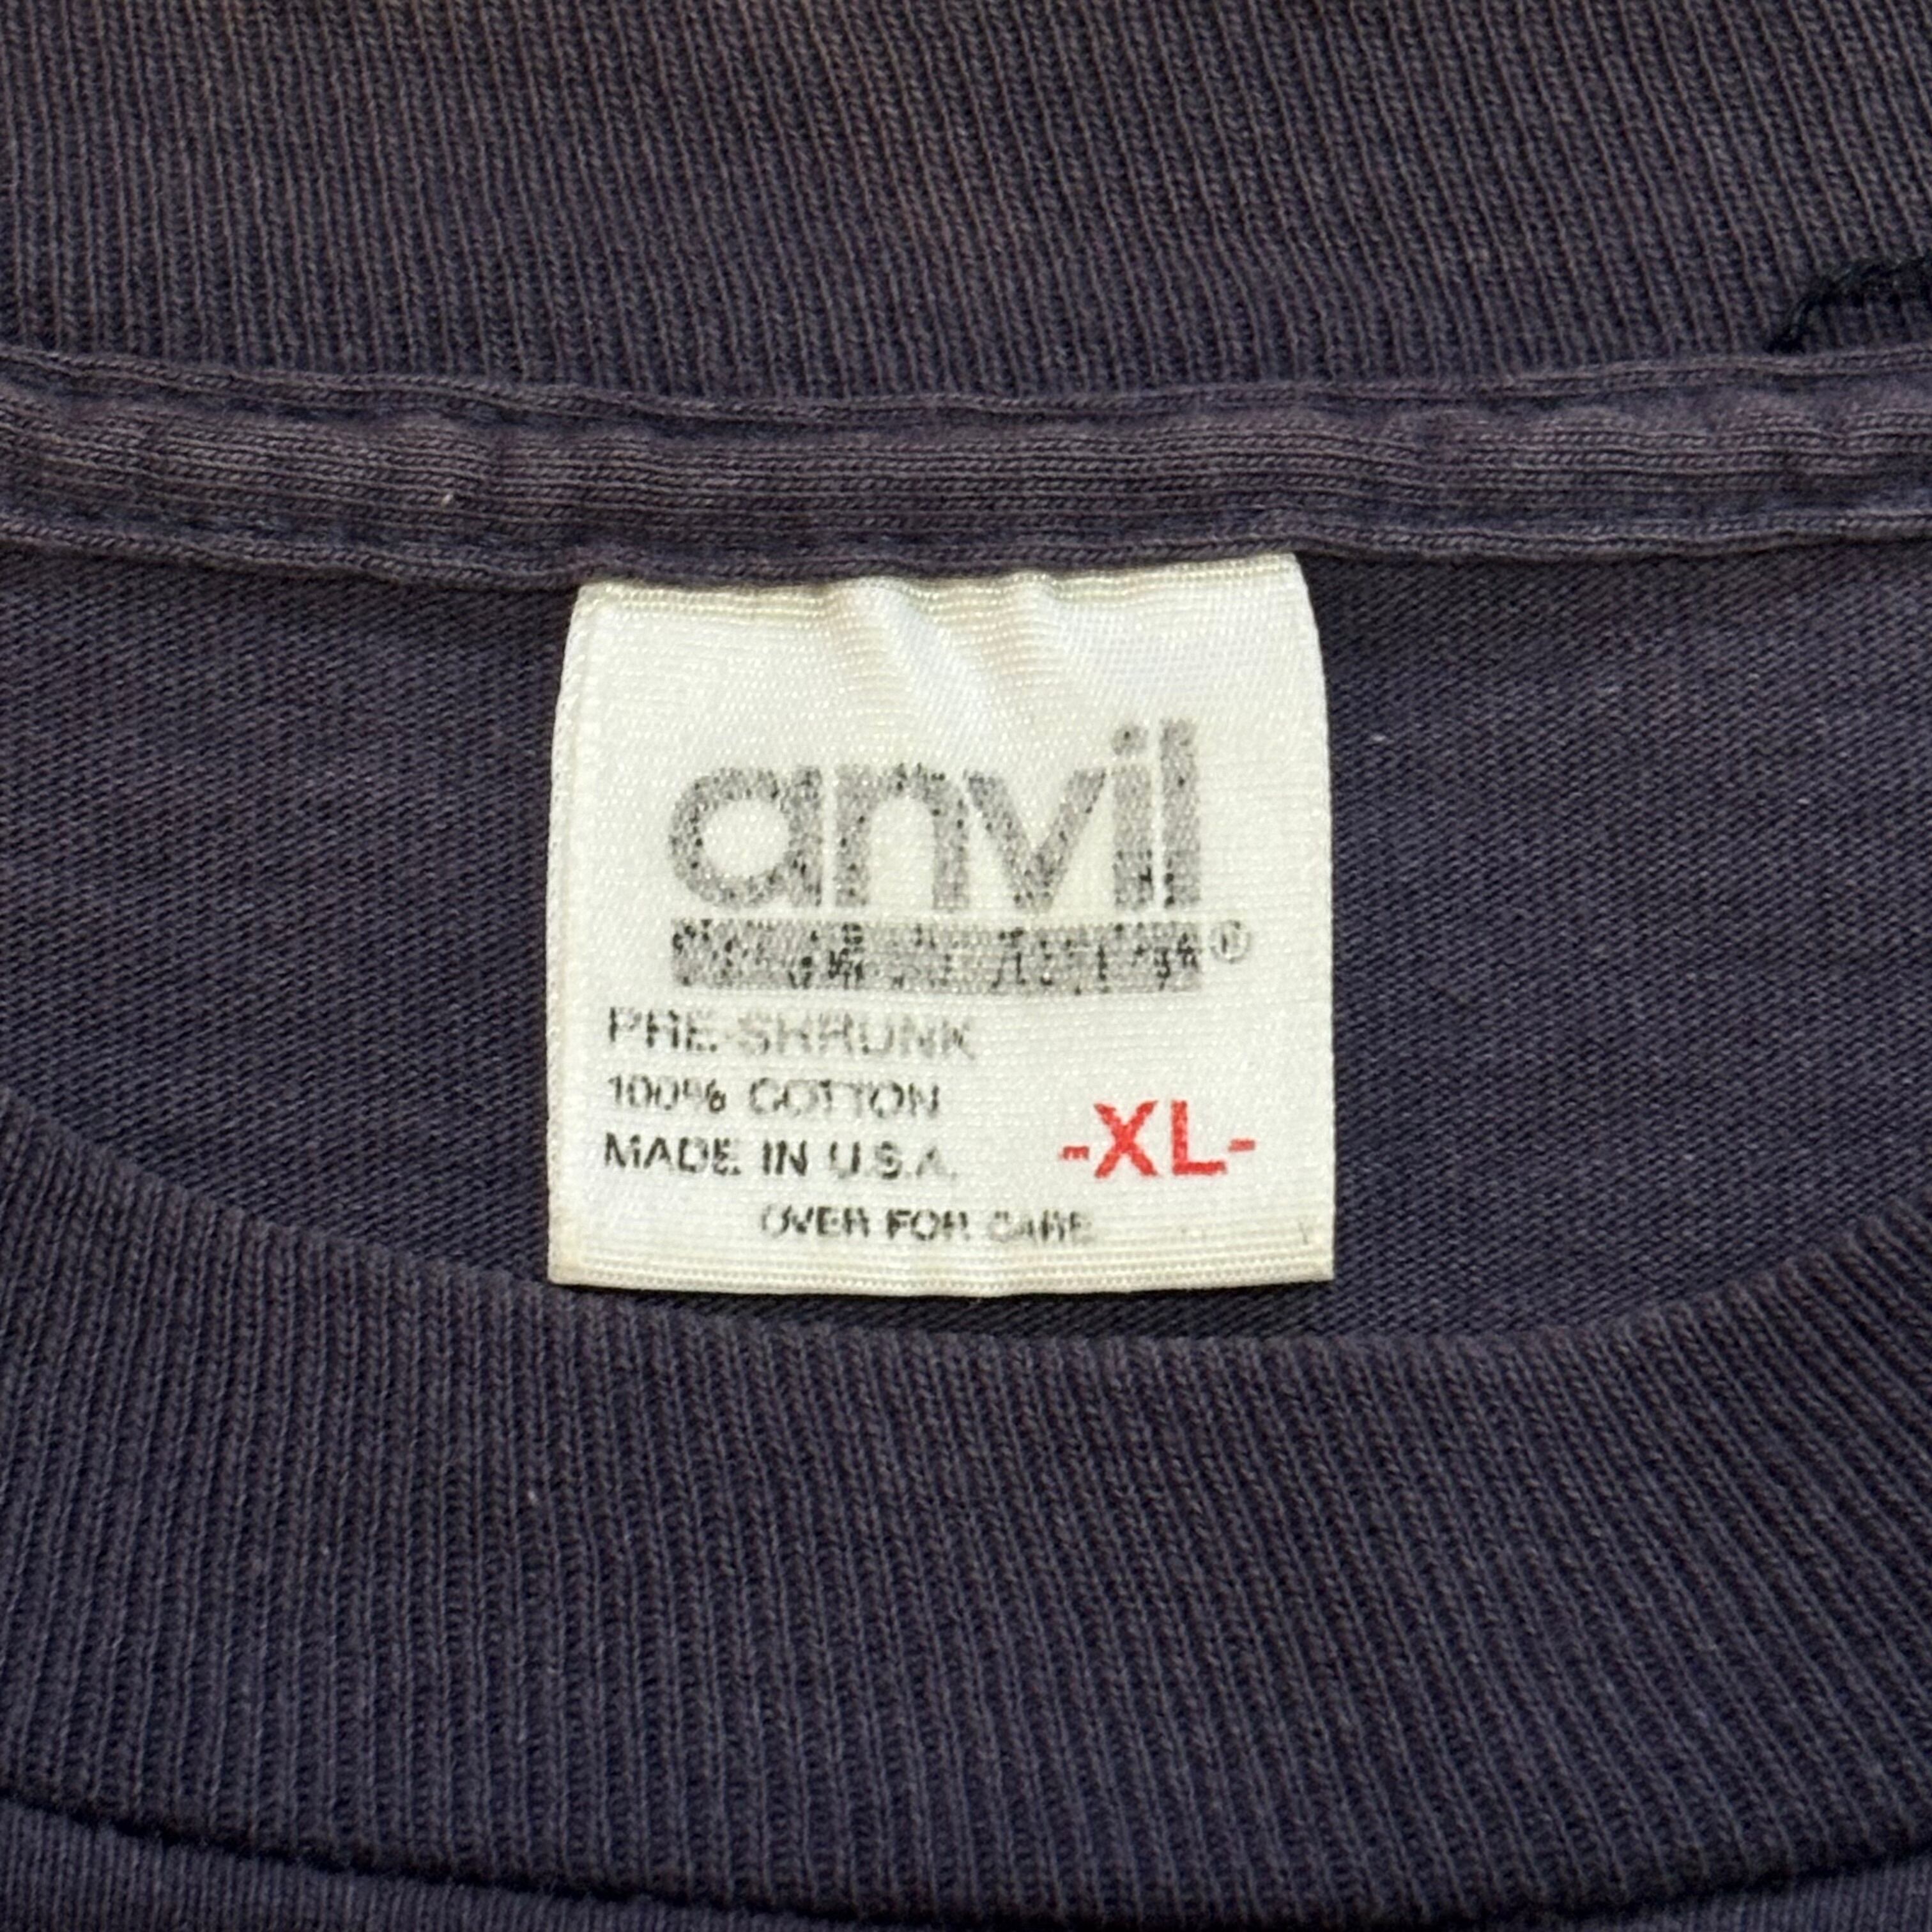 anvil
®
PRE-SHRUNK
100% COTTON
MADE IN U.S.A. -XL-
OVER FOR CARE